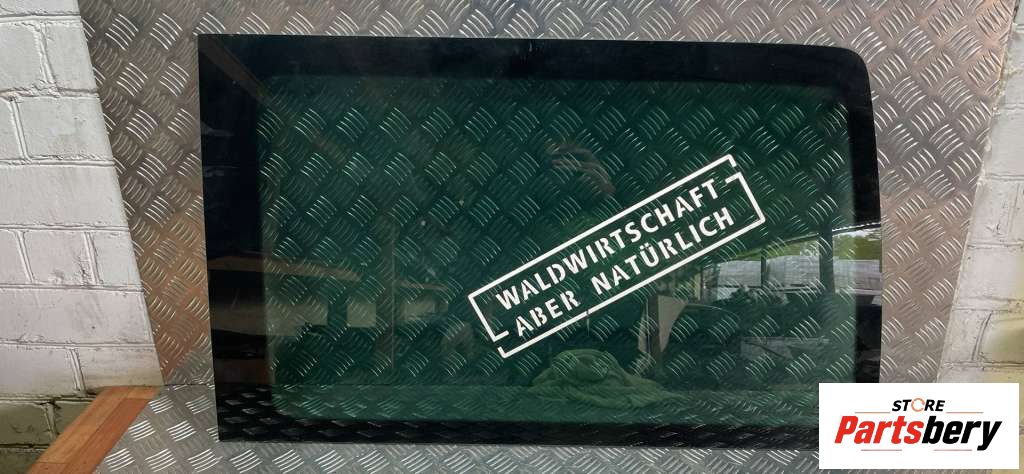 WALDWIRTSCHAFT
ABER NATÜRLICH
STORE
Partsbery